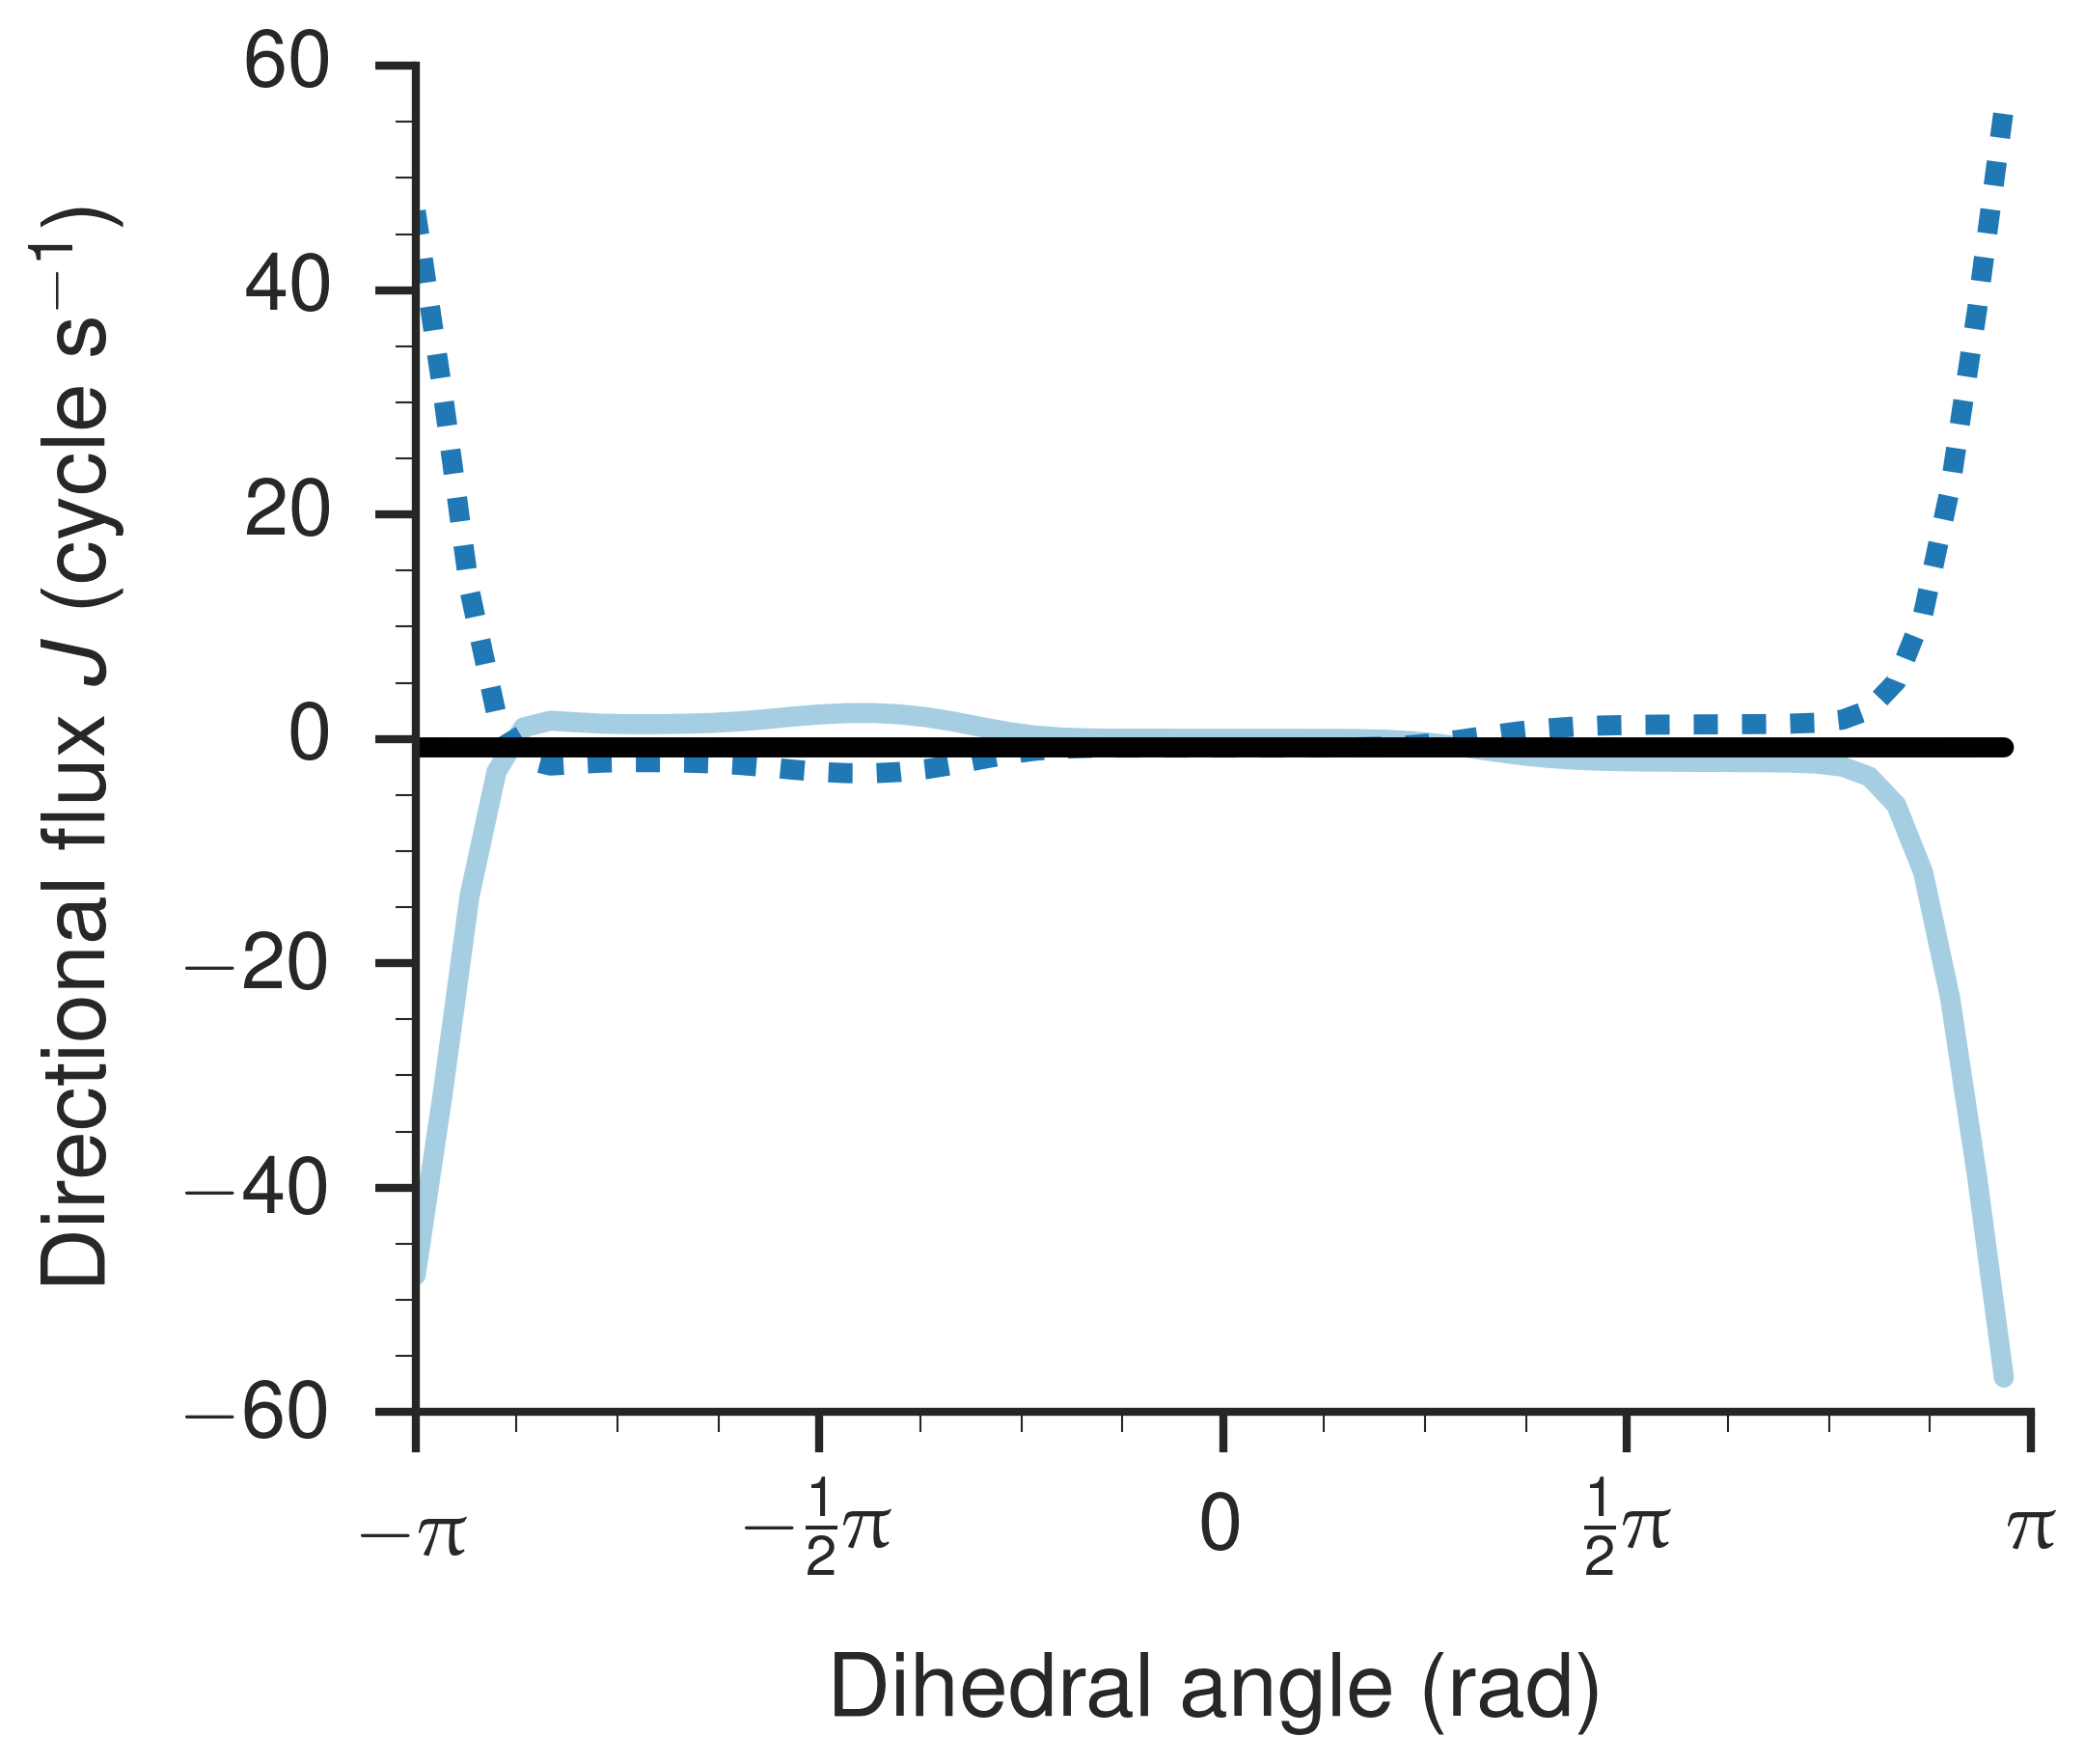 Directional flux J (cycle s⁻¹)
60
40
20
0
−20
−40
−60
−π
−½π
0
½π
π
Dihedral angle (rad)